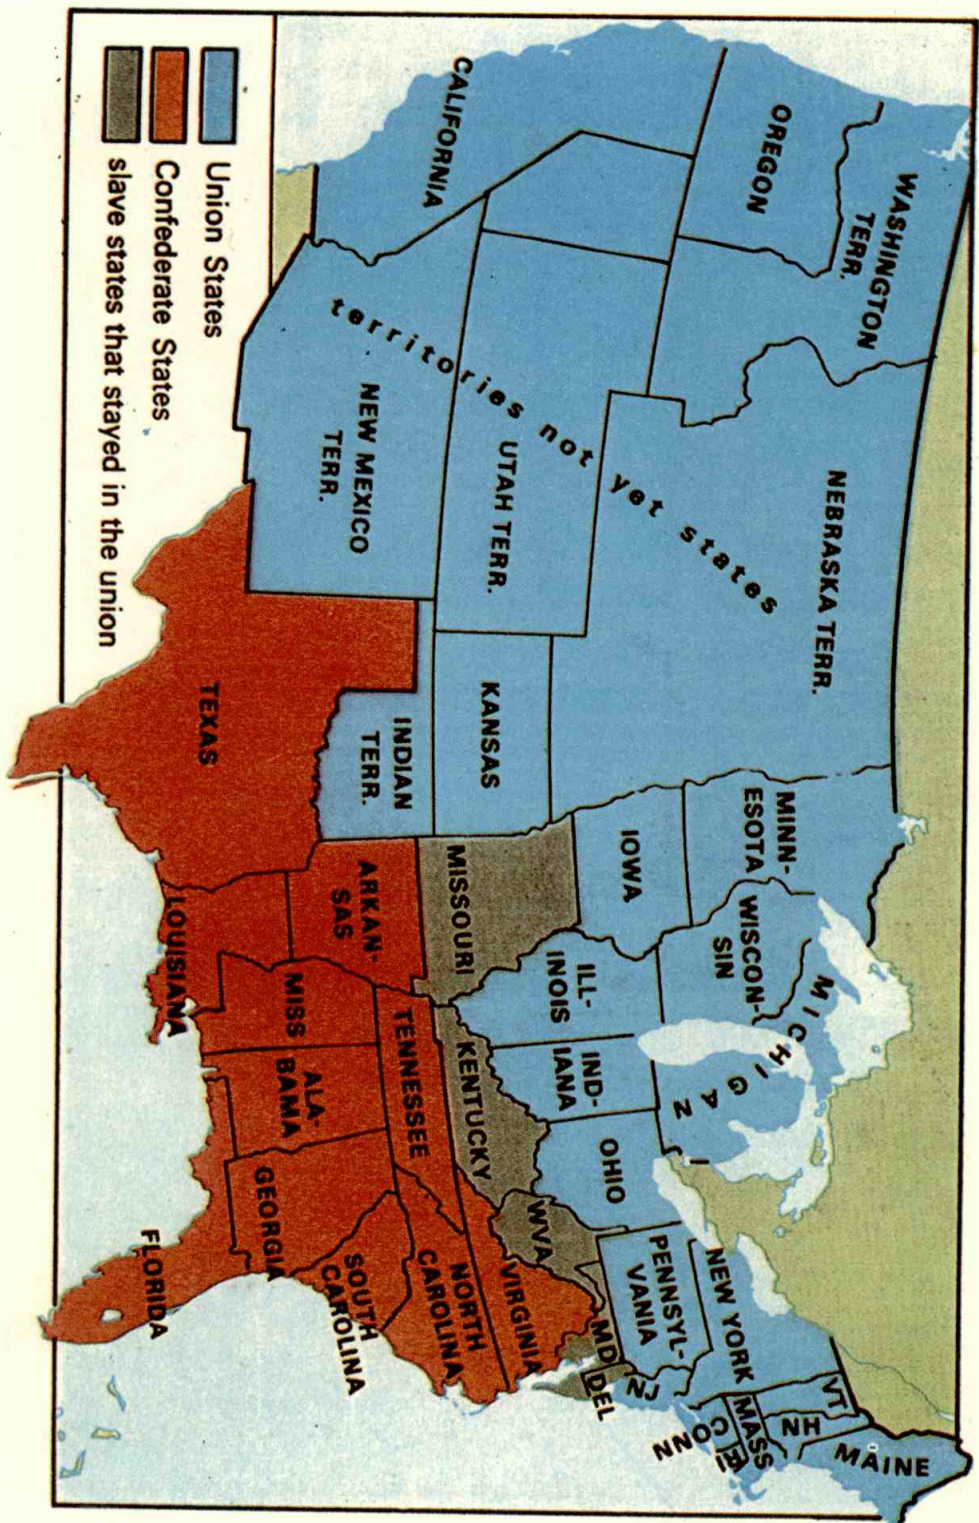 WASHINGTON
TERR.
OREGON
CALIFORNIA
territories not yet states
NEBRASKA TERR.
UTAH TERR.
NEW MEXICO
TERR.
KANSAS
INDIAN
TERR.
TEXAS
MINN-
ESOTA
IOWA
MISSOURI
ARKAN-
SAS
LOUISIANA
WISCON-
SIN
ILL-
INOIS
MICHIGAN
IND-
IANA
OHIO
KENTUCKY
TENNESSEE
MISS
ALA-
BAMA
GEORGIA
FLORIDA
SOUTH
CAROLINA
NORTH
CAROLINA
VIRGINIA
WVA
MD
DEL
PENNSYL-
VANIA
NJ
NEW YORK
CONN
RI
MASS
VT
NH
MAINE
Union States
Confederate States
slave states that stayed in the union